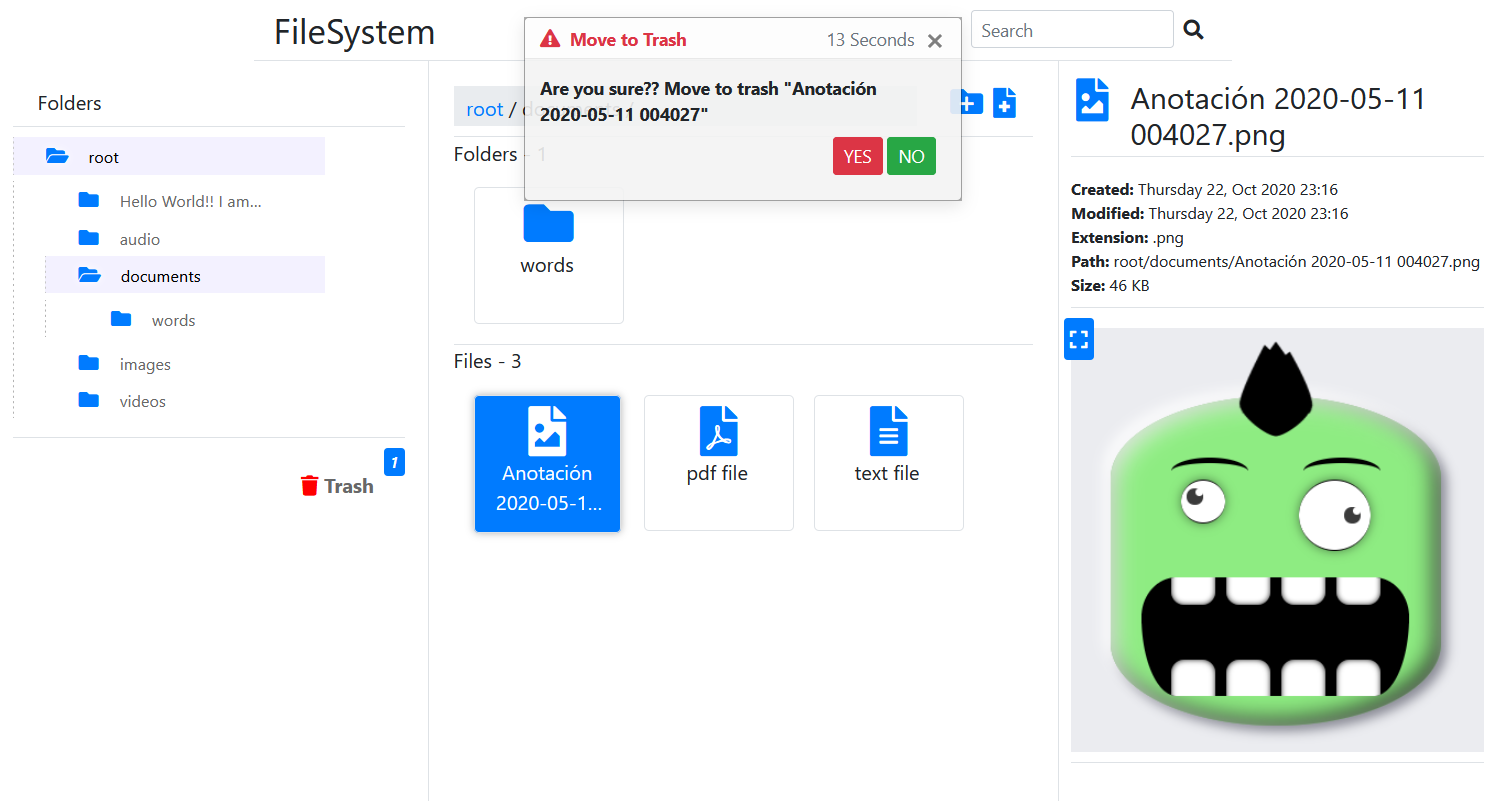 FileSystem
Move to Trash
13 Seconds
Are you sure?? Move to trash "Anotación
2020-05-11 004027"
YES
NO
Search
Folders
root
Hello World!! I am...
audio
documents
words
images
videos
1
Trash
root / documents /
Folders - 1
words
Files - 3
Anotación
2020-05-1...
pdf file
text file
Anotación 2020-05-11
004027.png
Created: Thursday 22, Oct 2020 23:16
Modified: Thursday 22, Oct 2020 23:16
Extension: .png
Path: root/documents/Anotación 2020-05-11 004027.png
Size: 46 KB